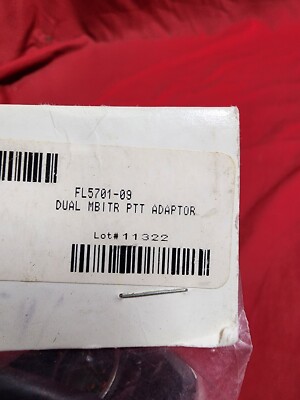 FL5701-09
DUAL MBITR PTT ADAPTOR
Lot# 11322